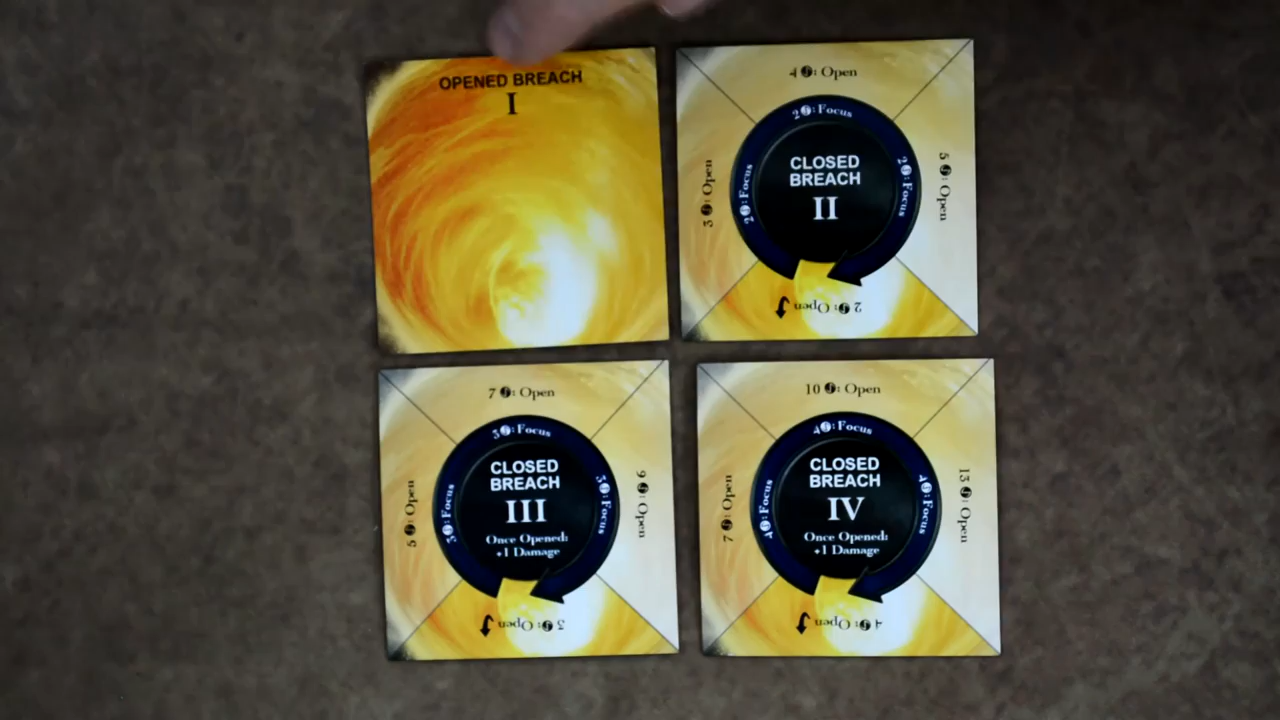 OPENED BREACH
I
4 : Open
2 : Focus
5 : Open
2 : Focus
CLOSED
BREACH
II
3 : Open
2 : Focus
2 : Open
7 : Open
3 : Focus
9 : Open
3 : Focus
CLOSED
BREACH
III
Once Opened:
+1 Damage
5 : Open
3 : Focus
3 : Open
10 : Open
4 : Focus
13 : Open
4 : Focus
CLOSED
BREACH
IV
Once Opened:
+1 Damage
7 : Open
4 : Focus
4 : Open